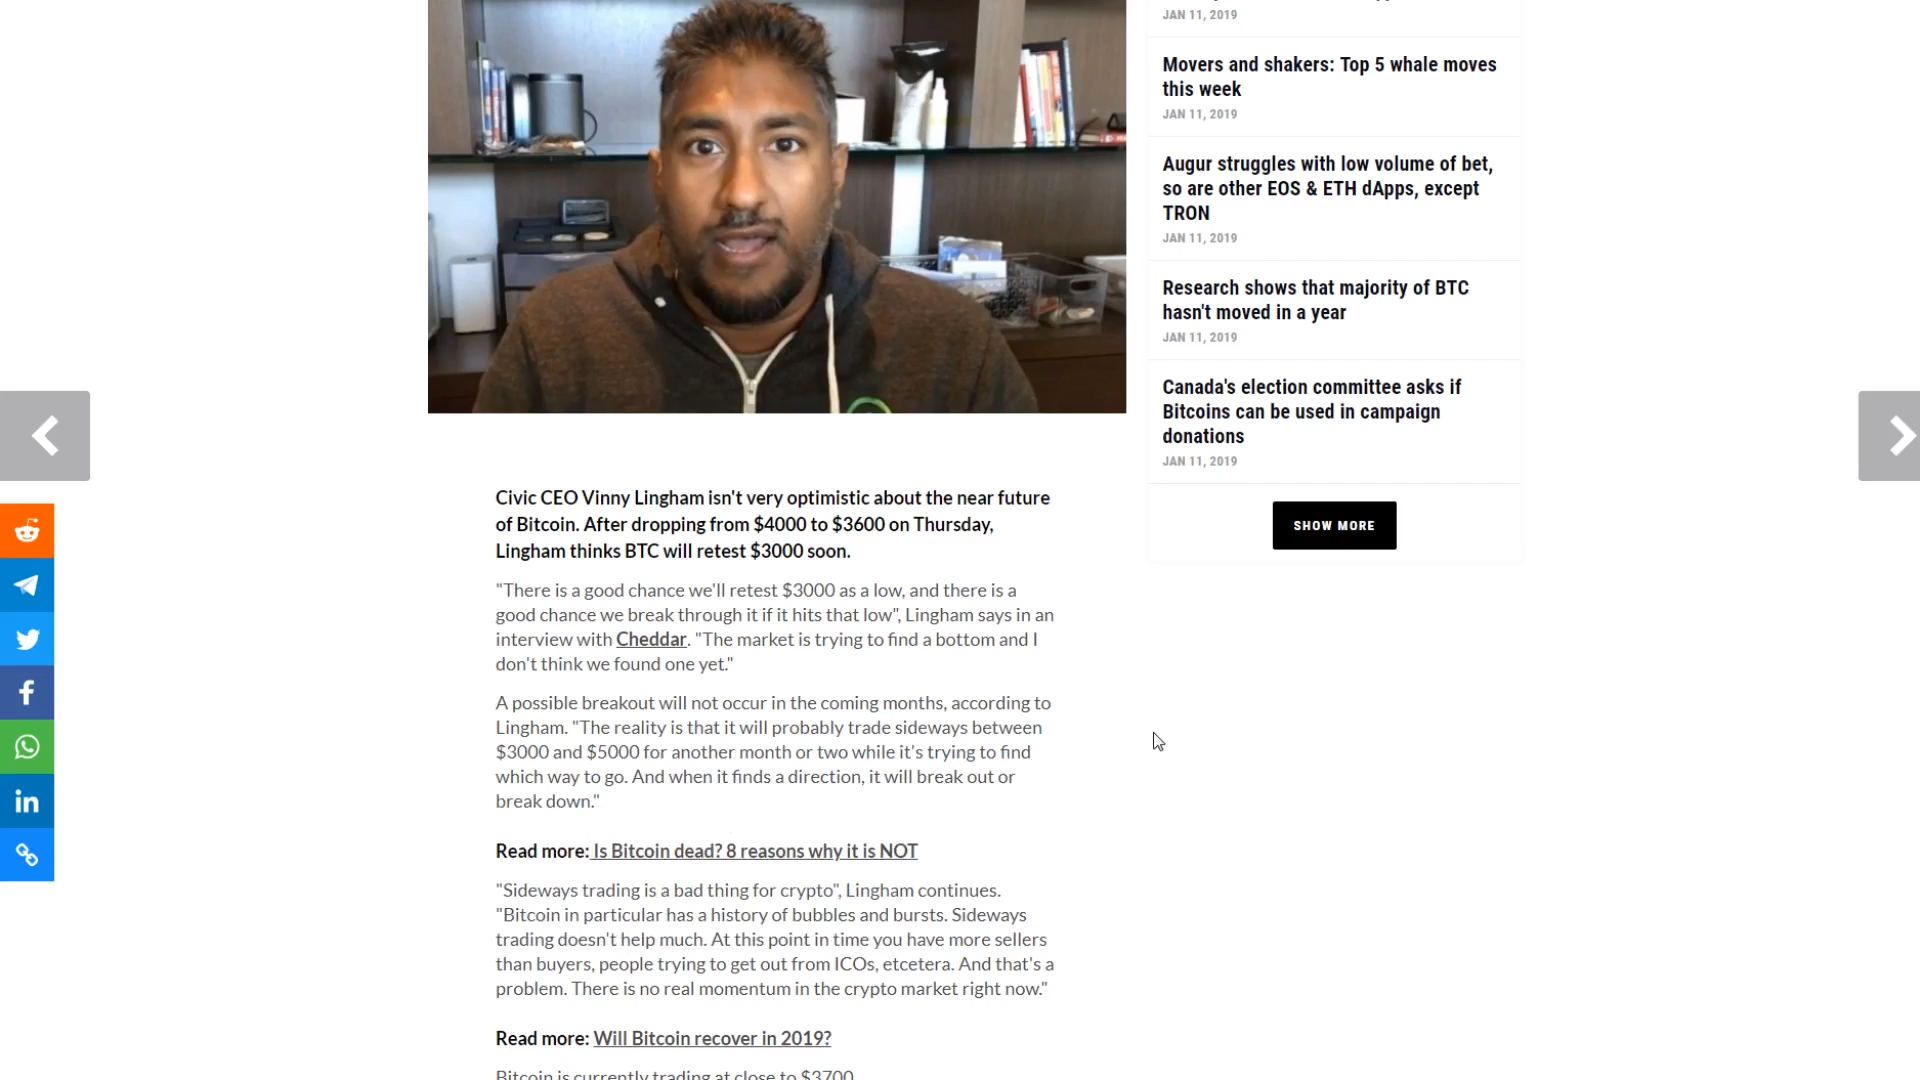 Civic CEO Vinny Lingham isn't very optimistic about the near future
of Bitcoin. After dropping from $4000 to $3600 on Thursday,
Lingham thinks BTC will retest $3000 soon.
"There is a good chance we'll retest $3000 as a low, and there is a
good chance we break through it if it hits that low", Lingham says in an
interview with Cheddar. "The market is trying to find a bottom and I
don't think we found one yet."
A possible breakout will not occur in the coming months, according to
Lingham. "The reality is that it will probably trade sideways between
$3000 and $5000 for another month or two while it's trying to find
which way to go. And when it finds a direction, it will break out or
break down."
Read more: Is Bitcoin dead? 8 reasons why it is NOT
"Sideways trading is a bad thing for crypto", Lingham continues.
"Bitcoin in particular has a history of bubbles and bursts. Sideways
trading doesn't help much. At this point in time you have more sellers
than buyers, people trying to get out from ICOs, etcetera. And that's a
problem. There is no real momentum in the crypto market right now."
Read more: Will Bitcoin recover in 2019?
Bitcoin is currently trading at close to $3700
JAN 11, 2019
Movers and shakers: Top 5 whale moves
this week
JAN 11, 2019
Augur struggles with low volume of bet,
so are other EOS & ETH dApps, except
TRON
JAN 11, 2019
Research shows that majority of BTC
hasn't moved in a year
JAN 11, 2019
Canada's election committee asks if
Bitcoins can be used in campaign
donations
JAN 11, 2019
SHOW MORE